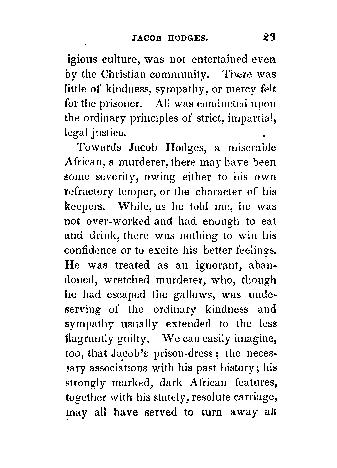 JACOB HODGES. 29
igious culture, was not entertained even
by the Christian community. There was
little of kindness, sympathy, or mercy felt
for the prisoner. All was conducted upon
the ordinary principles of strict, impartial,
legal justice.
Towards Jacob Hodges, a miserable
African, a murderer, there may have been
some severity, owing either to his own
refractory temper, or the character of his
keepers. While, as he told me, he was
not over-worked and had enough to eat
and drink, there was nothing to win his
confidence or to excite his better feelings.
He was treated as an ignorant, aban-
doned, wretched murderer, who, though
he had escaped the gallows, was unde-
serving of the ordinary kindness and
sympathy usually extended to the less
flagrantly guilty. We can easily imagine,
too, that Jacob's prison-dress; the neces-
sary associations with his past history; his
strongly marked, dark African features,
together with his stately, resolute carriage,
may all have served to turn away all